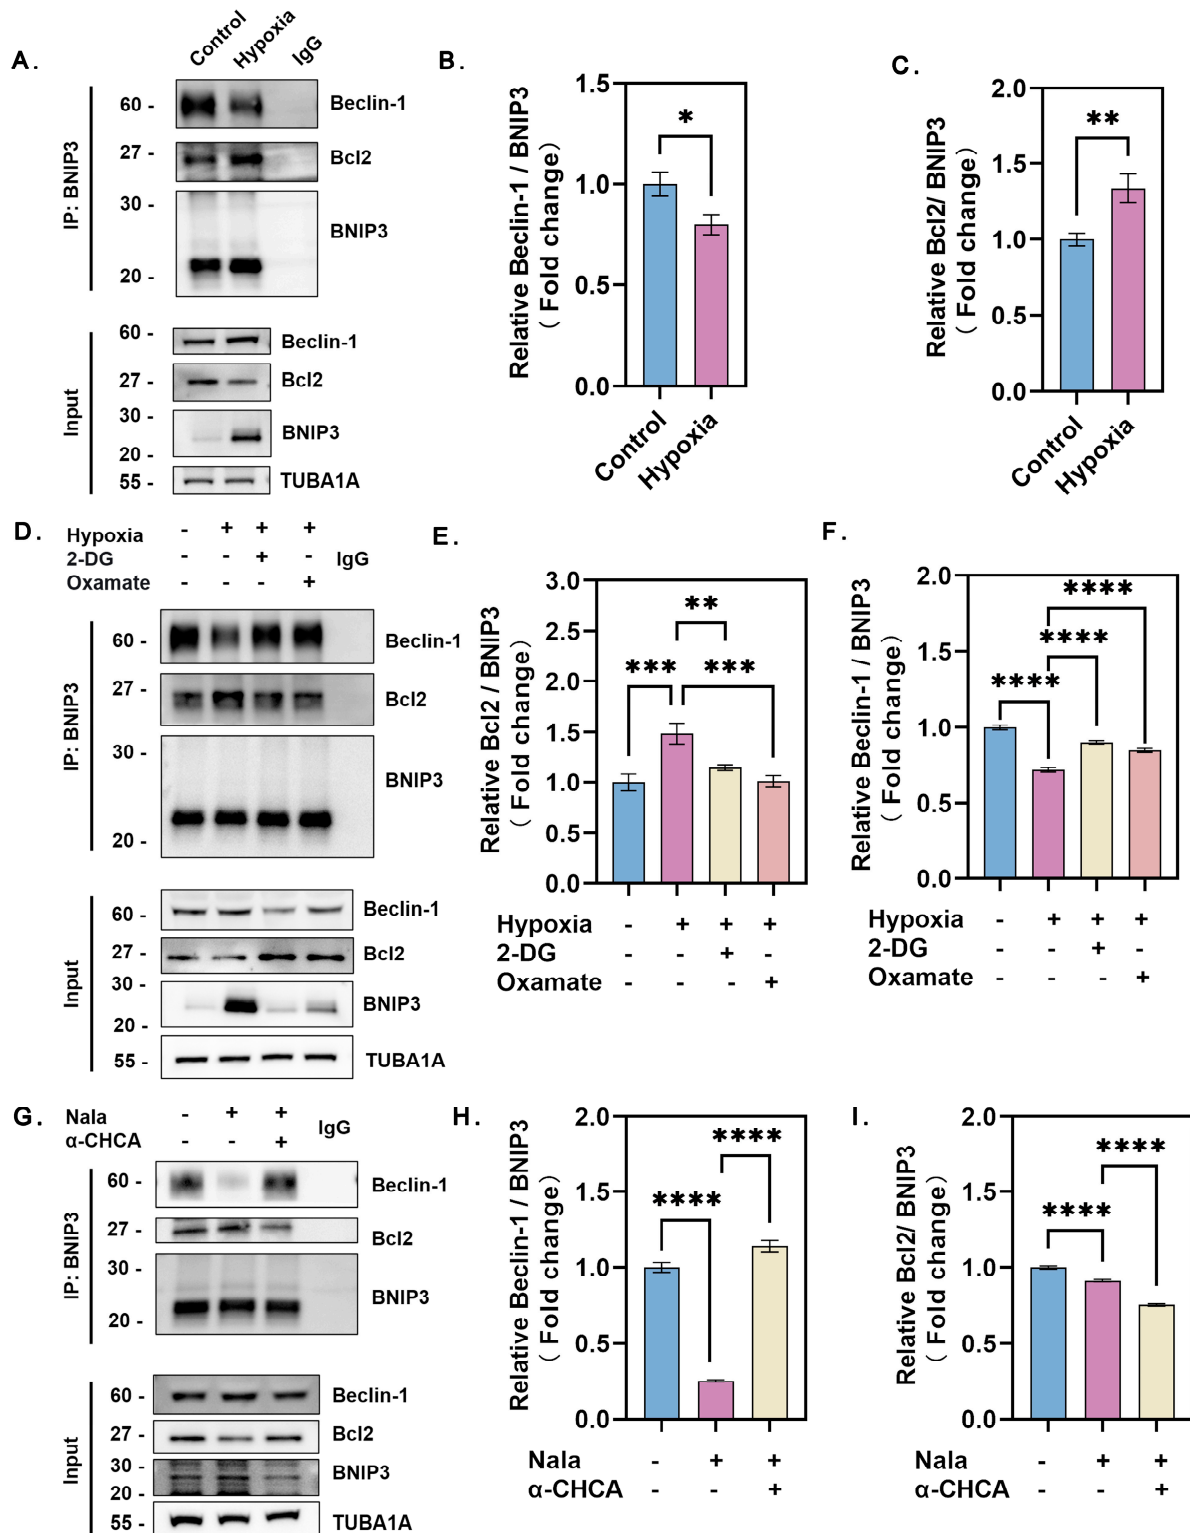 A.
Control Hypoxia IgG
IP: BNIP3
60 - Beclin-1
27 - Bcl2
30 -
BNIP3
20 -
Input
60 - Beclin-1
27 - Bcl2
30 -
BNIP3
20 -
55 - TUBA1A
B.
Relative Beclin-1 / BNIP3
( Fold change)
1.5
1.0
0.5
0.0
*
Control Hypoxia
C.
Relative Bcl2/ BNIP3
( Fold change)
2.0
1.5
1.0
0.5
0.0
**
Control Hypoxia
D.
Hypoxia - + + +
2-DG - - + - IgG
Oxamate - - - +
IP: BNIP3
60 - Beclin-1
27 - Bcl2
30 -
BNIP3
20 -
Input
60 - Beclin-1
27 - Bcl2
30 -
BNIP3
20 -
55 - TUBA1A
E.
Relative Bcl2 / BNIP3
( Fold change)
3.0
2.5
2.0
1.5
1.0
0.5
0.0
**
*** ***
Hypoxia - + + +
2-DG - - + -
Oxamate - - - +
F.
Relative Beclin-1 / BNIP3
( Fold change)
2.0
1.5
1.0
0.5
0.0
****
****
****
Hypoxia - + + +
2-DG - - + -
Oxamate - - - +
G.
Nala - + +
IgG
α-CHCA - - +
IP: BNIP3
60 - Beclin-1
27 - Bcl2
30 -
BNIP3
20 -
Input
60 - Beclin-1
27 - Bcl2
30 -
BNIP3
20 -
55 - TUBA1A
H.
Relative Beclin-1 / BNIP3
( Fold change)
2.0
1.5
1.0
0.5
0.0
****
****
Nala - + +
α-CHCA - - +
I.
Relative Bcl2/ BNIP3
( Fold change)
2.0
1.5
1.0
0.5
0.0
****
****
Nala - + +
α-CHCA - - +